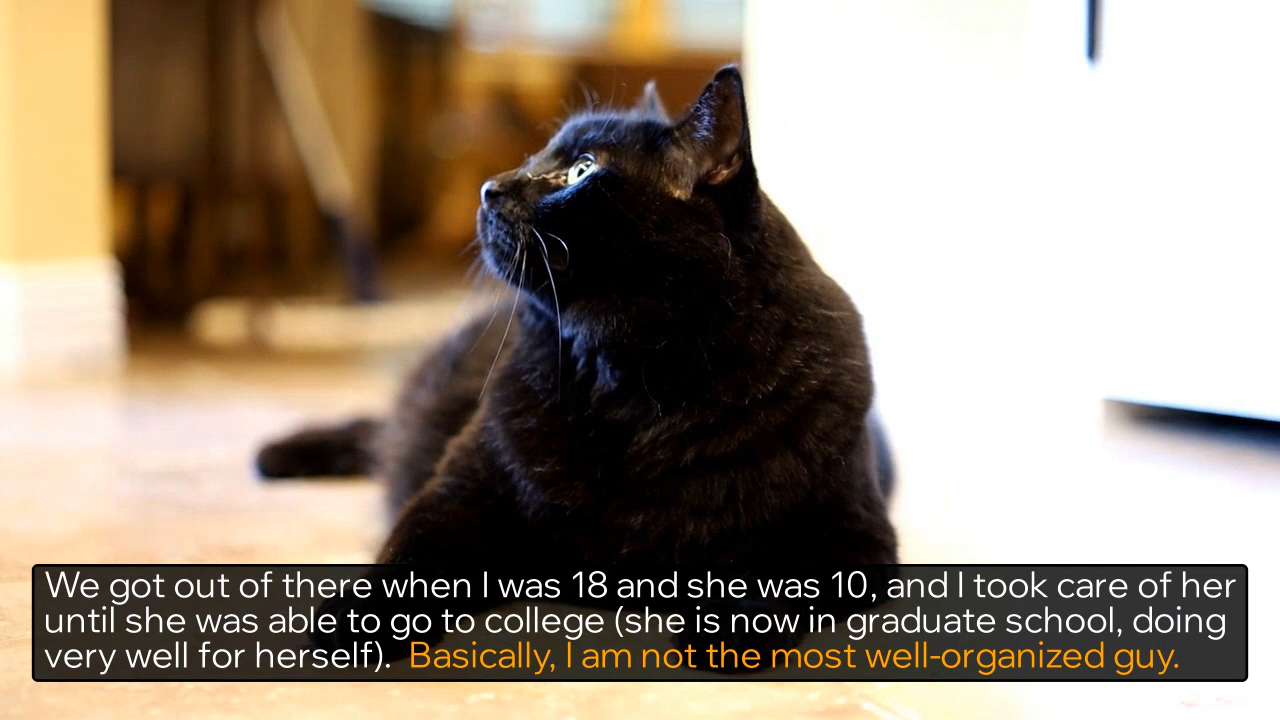 We got out of there when I was 18 and she was 10, and I took care of her
until she was able to go to college (she is now in graduate school, doing
very well for herself).  Basically, I am not the most well-organized guy.